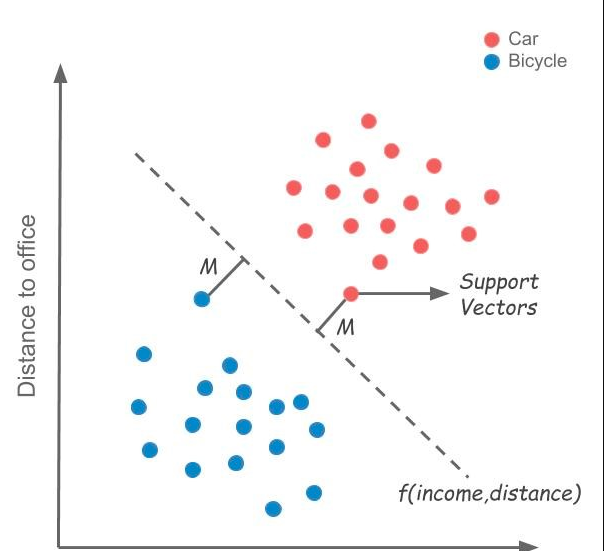 Car
Bicycle
Distance to office
M
M
Support
Vectors
f(income,distance)